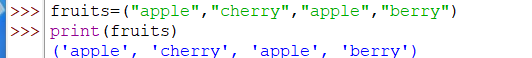 >>> fruits=("apple","cherry","apple","berry")
>>> print(fruits)
('apple', 'cherry', 'apple', 'berry')